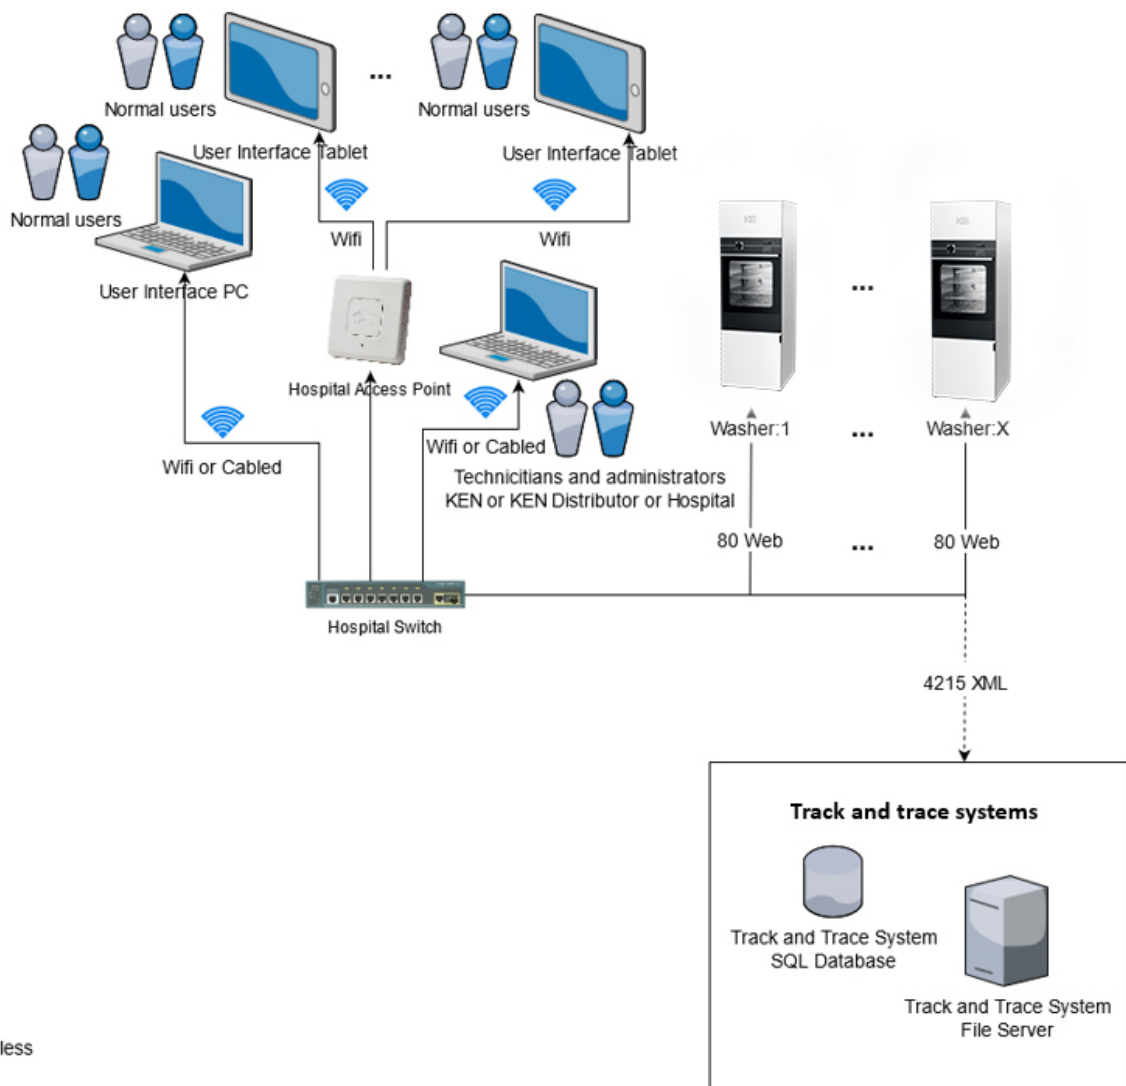 Normal users
...
Normal users
User Interface Tablet
User Interface Tablet
Normal users
Wifi
Wifi
User Interface PC
Hospital Access Point
...
Wifi or Cabled
Wifi or Cabled
Technicitians and administrators
KEN or KEN Distributor or Hospital
Washer:1
...
Washer:X
80 Web
...
80 Web
Hospital Switch
4215 XML
Track and trace systems
Track and Trace System
SQL Database
Track and Trace System
File Server
less